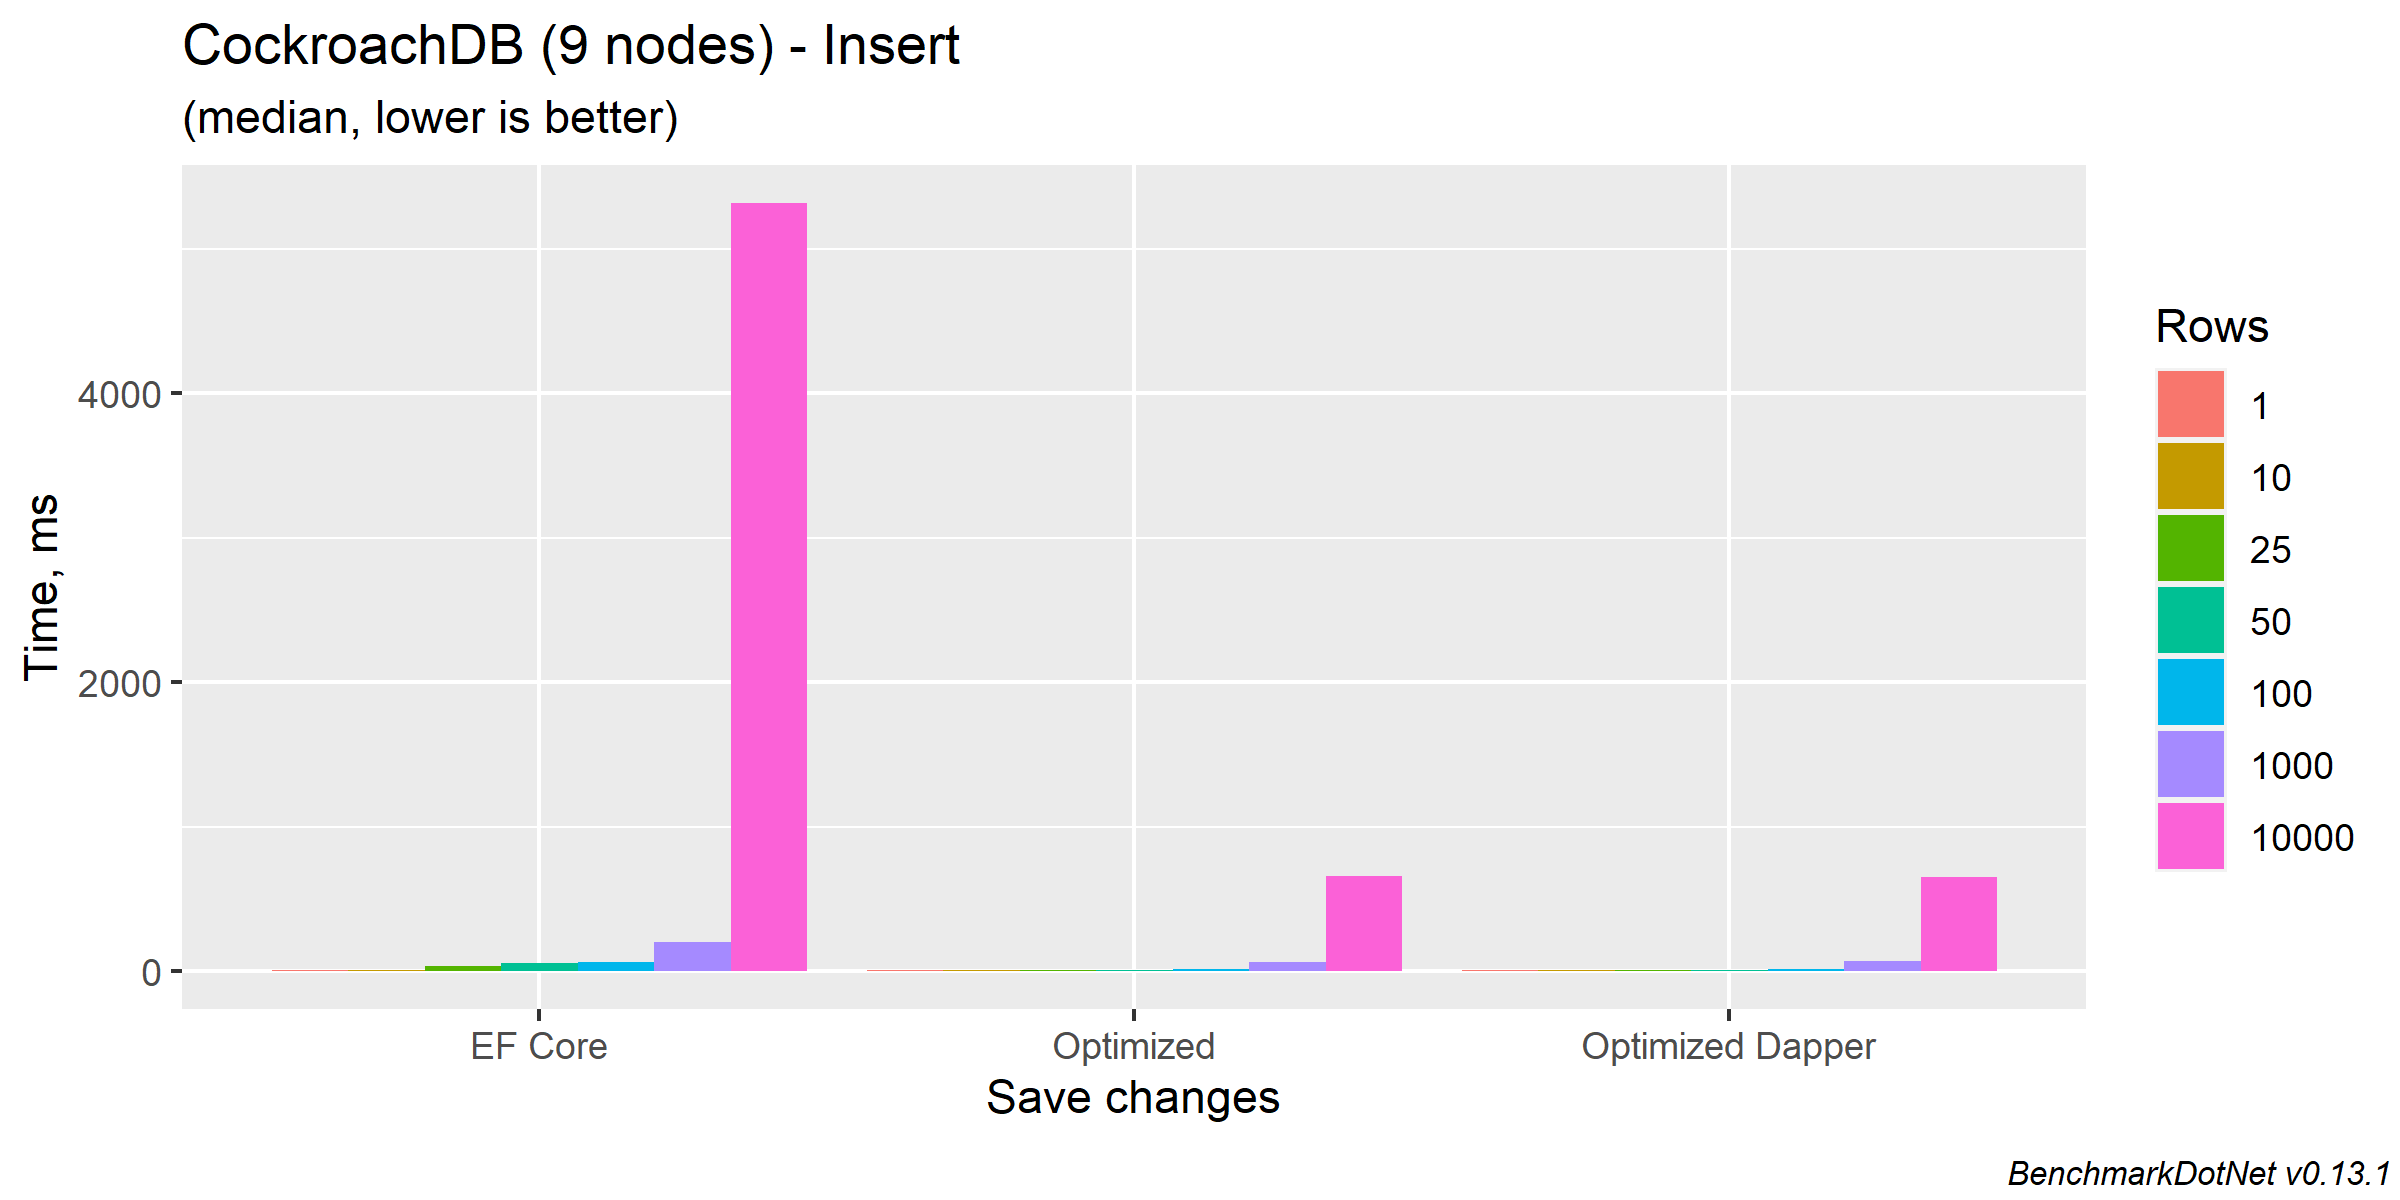 CockroachDB (9 nodes) - Insert
(median, lower is better)
Time, ms
4000
2000
0
EF Core
Optimized
Optimized Dapper
Save changes
Rows
1
10
25
50
100
1000
10000
BenchmarkDotNet v0.13.1